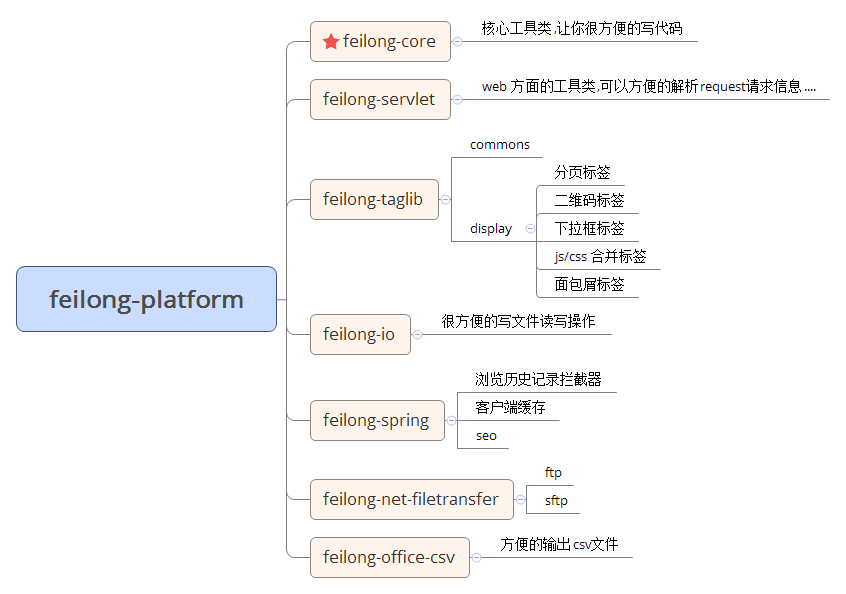 feilong-platform
feilong-core
核心工具类,让你很方便的写代码
feilong-servlet
web 方面的工具类,可以方便的解析request请求信息 ....
feilong-taglib
commons
display
分页标签
二维码标签
下拉框标签
js/css 合并标签
面包屑标签
feilong-io
很方便的写文件读写操作
feilong-spring
浏览历史记录拦截器
客户端缓存
seo
feilong-net-filetransfer
ftp
sftp
feilong-office-csv
方便的输出csv文件